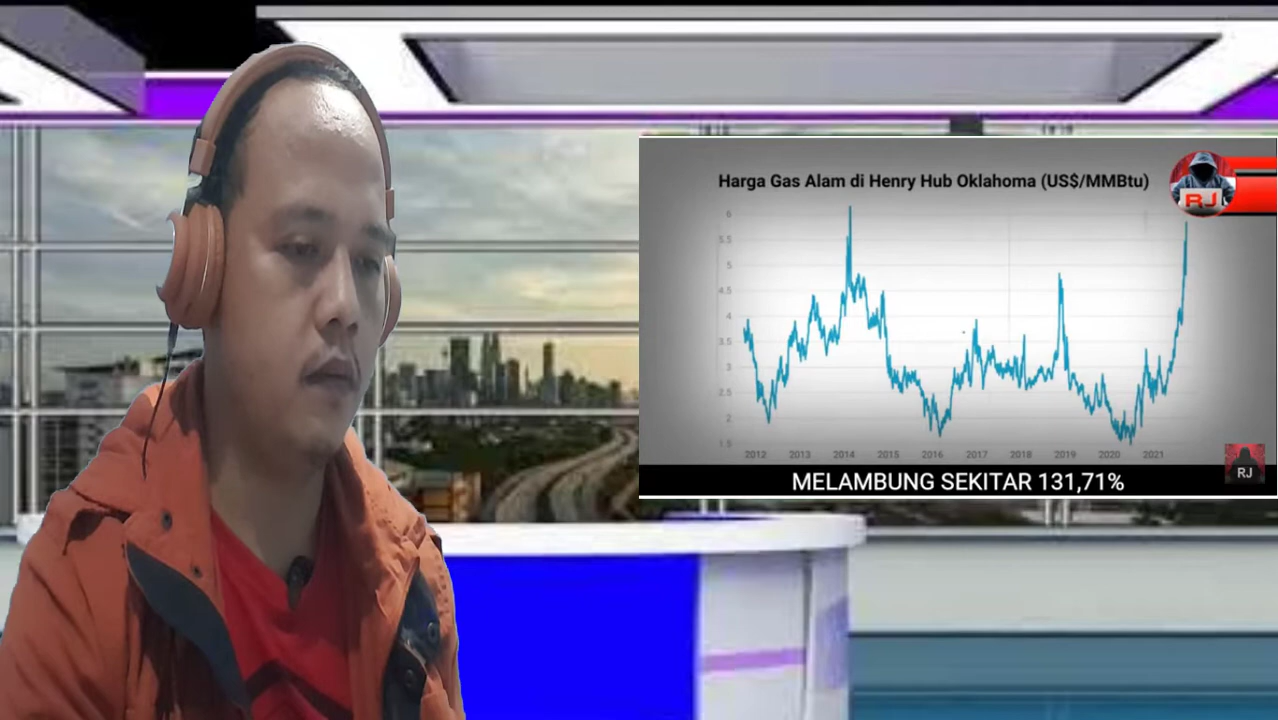 Harga Gas Alam di Henry Hub Oklahoma (US$/MMBtu)
RJ
6
5.5
5
4.5
4
3.5
3
2.5
2
1.5
2012 2013 2014 2015 2016 2017 2018 2019 2020 2021
RJ
MELAMBUNG SEKITAR 131,71%